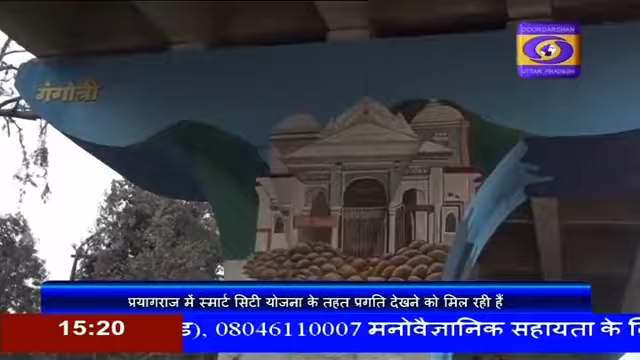 गंगोत्री
DOORDARSHAN
UTTAR PRADESH
प्रयागराज में स्मार्ट सिटी योजना के तहत प्रगति देखने को मिल रही हैं
15:20
ड), 08046110007 मनोवैज्ञानिक सहायता के लि